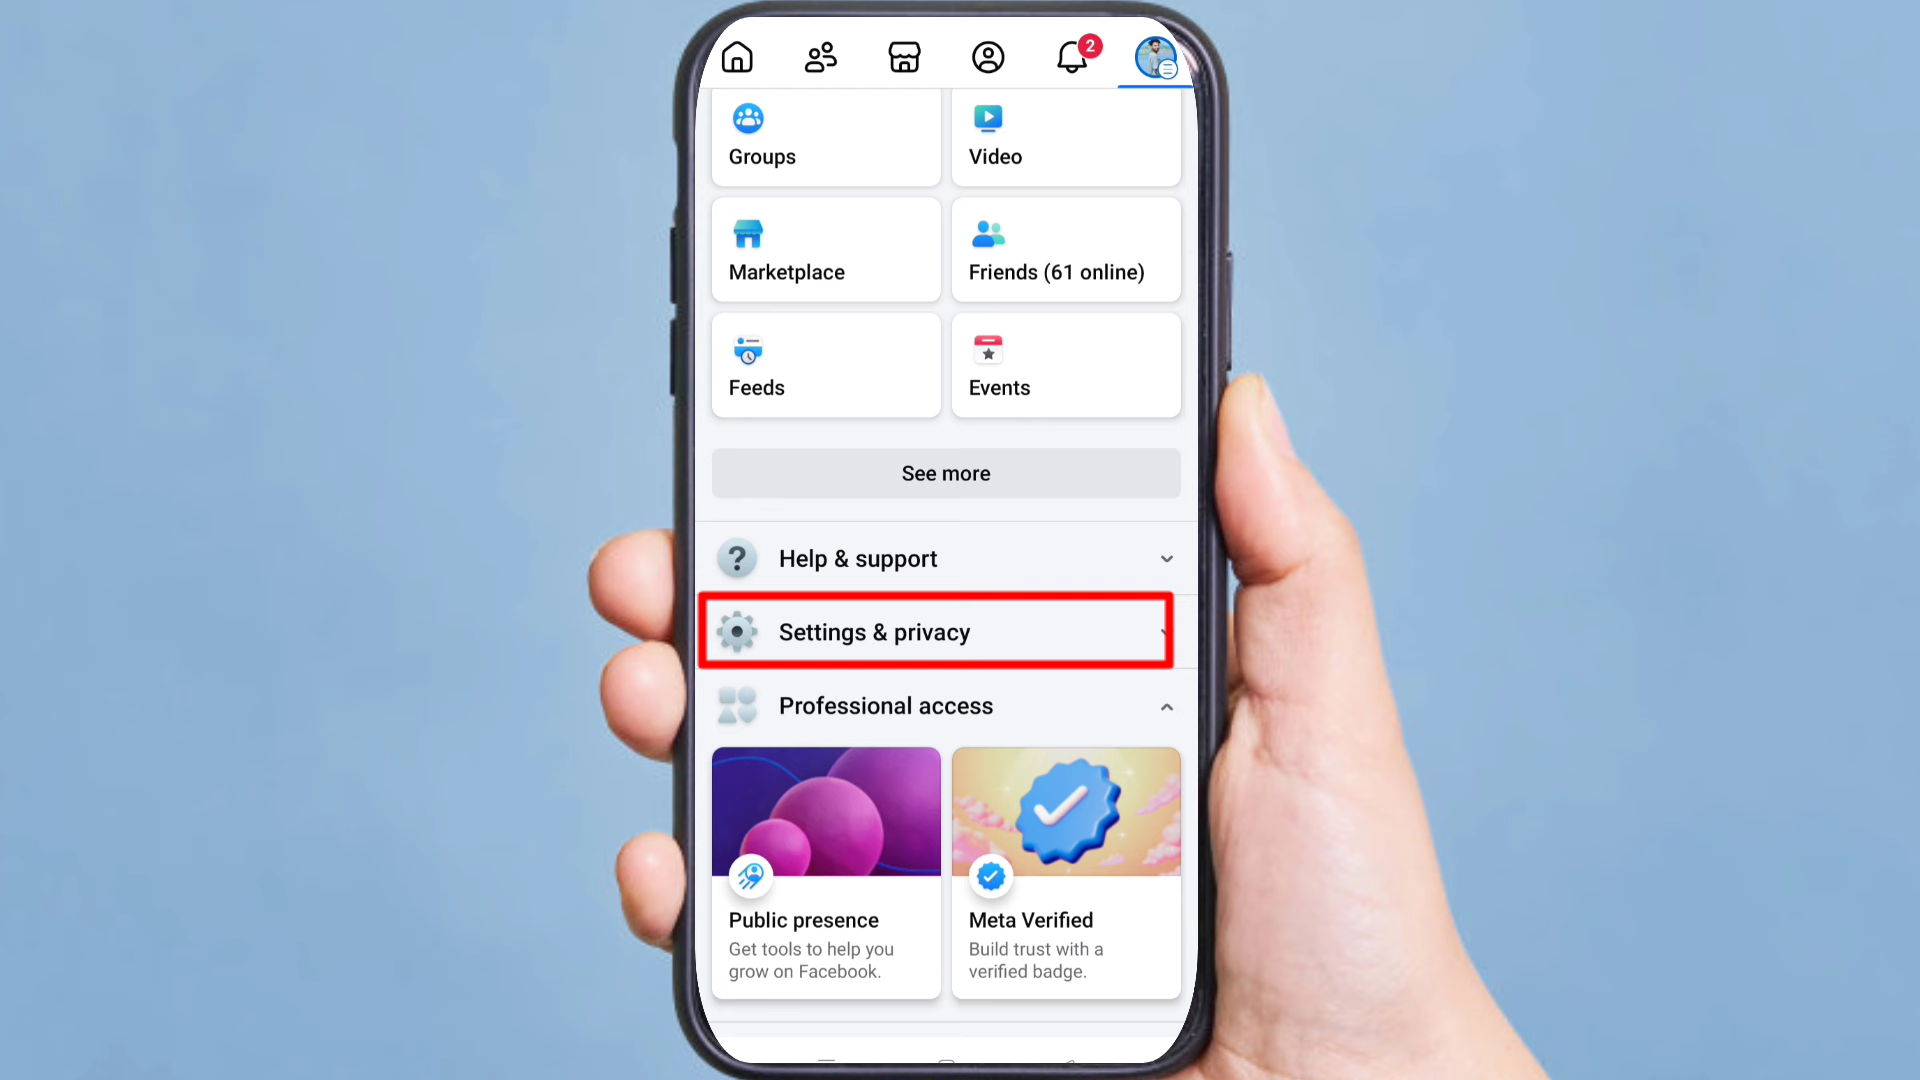 2
Groups
Video
Marketplace
Friends (61 online)
Feeds
Events
See more
? Help & support
Settings & privacy
Professional access
Public presence
Get tools to help you
grow on Facebook.
Meta Verified
Build trust with a
verified badge.